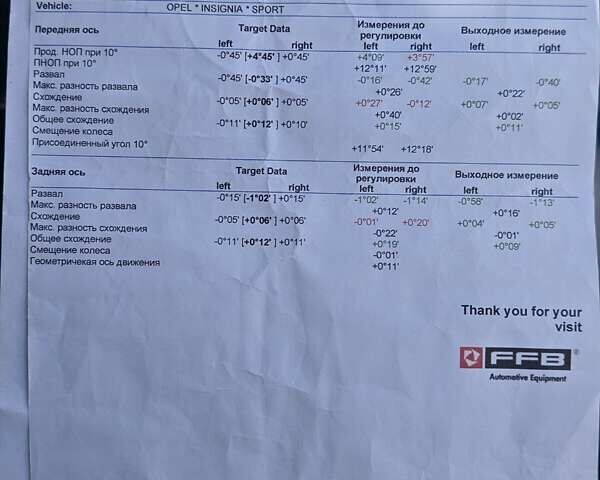 Vehicle: OPEL * INSIGNIA * SPORT
Передняя ось Target Data Измерения до регулировки Выходное измерение
left right left right left right
Прод. НОП при 10° -0°45' [+4°45' ] +0°45' +4°09' +3°57'
ПНОП при 10° +12°11' +12°59'
Развал -0°45' [-0°33' ] +0°45' -0°16' -0°42' -0°17' -0°40'
Макс. разность развала +0°26' +0°22'
Схождение -0°05' [+0°06' ] +0°05' +0°27' -0°12' +0°07' +0°05'
Макс. разность схождения +0°40' +0°02'
Общее схождение -0°11' [+0°12' ] +0°10' +0°15' +0°11'
Смещение колеса
Присоединенный угол 10° +11°54' +12°18'
Задняя ось Target Data Измерения до регулировки Выходное измерение
left right left right left right
Развал -0°15' [-1°02' ] +0°15' -1°02' -1°14' -0°58' -1°13'
Макс. разность развала +0°12' +0°16'
Схождение -0°05' [+0°06' ] +0°06' -0°01' +0°20' +0°04' +0°05'
Макс. разность схождения -0°22' -0°01'
Общее схождение -0°11' [+0°12' ] +0°11' +0°19' +0°09'
Смещение колеса -0°01'
Геометричекая ось движения +0°11'
Thank you for your
visit
FFB®
Automotive Equipment